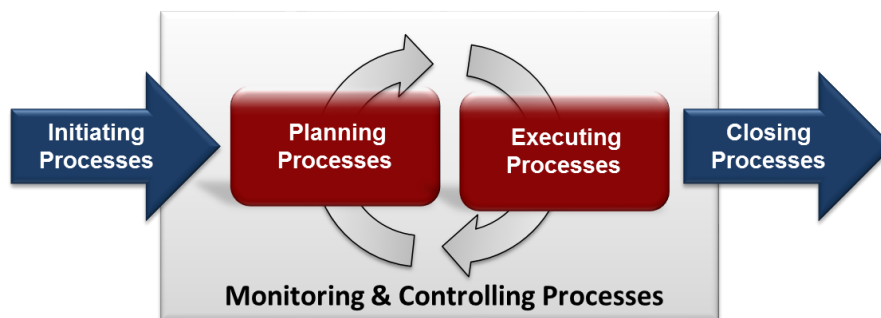 Initiating
Processes
Planning
Processes
Executing
Processes
Closing
Processes
Monitoring & Controlling Processes